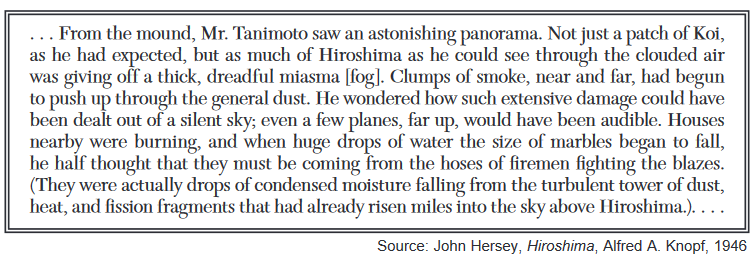 . . . From the mound, Mr. Tanimoto saw an astonishing panorama. Not just a patch of Koi,
as he had expected, but as much of Hiroshima as he could see through the clouded air
was giving off a thick, dreadful miasma [fog]. Clumps of smoke, near and far, had begun
to push up through the general dust. He wondered how such extensive damage could have
been dealt out of a silent sky; even a few planes, far up, would have been audible. Houses
nearby were burning, and when huge drops of water the size of marbles began to fall,
he half thought that they must be coming from the hoses of firemen fighting the blazes.
(They were actually drops of condensed moisture falling from the turbulent tower of dust,
heat, and fission fragments that had already risen miles into the sky above Hiroshima.). . . .
Source: John Hersey, Hiroshima, Alfred A. Knopf, 1946